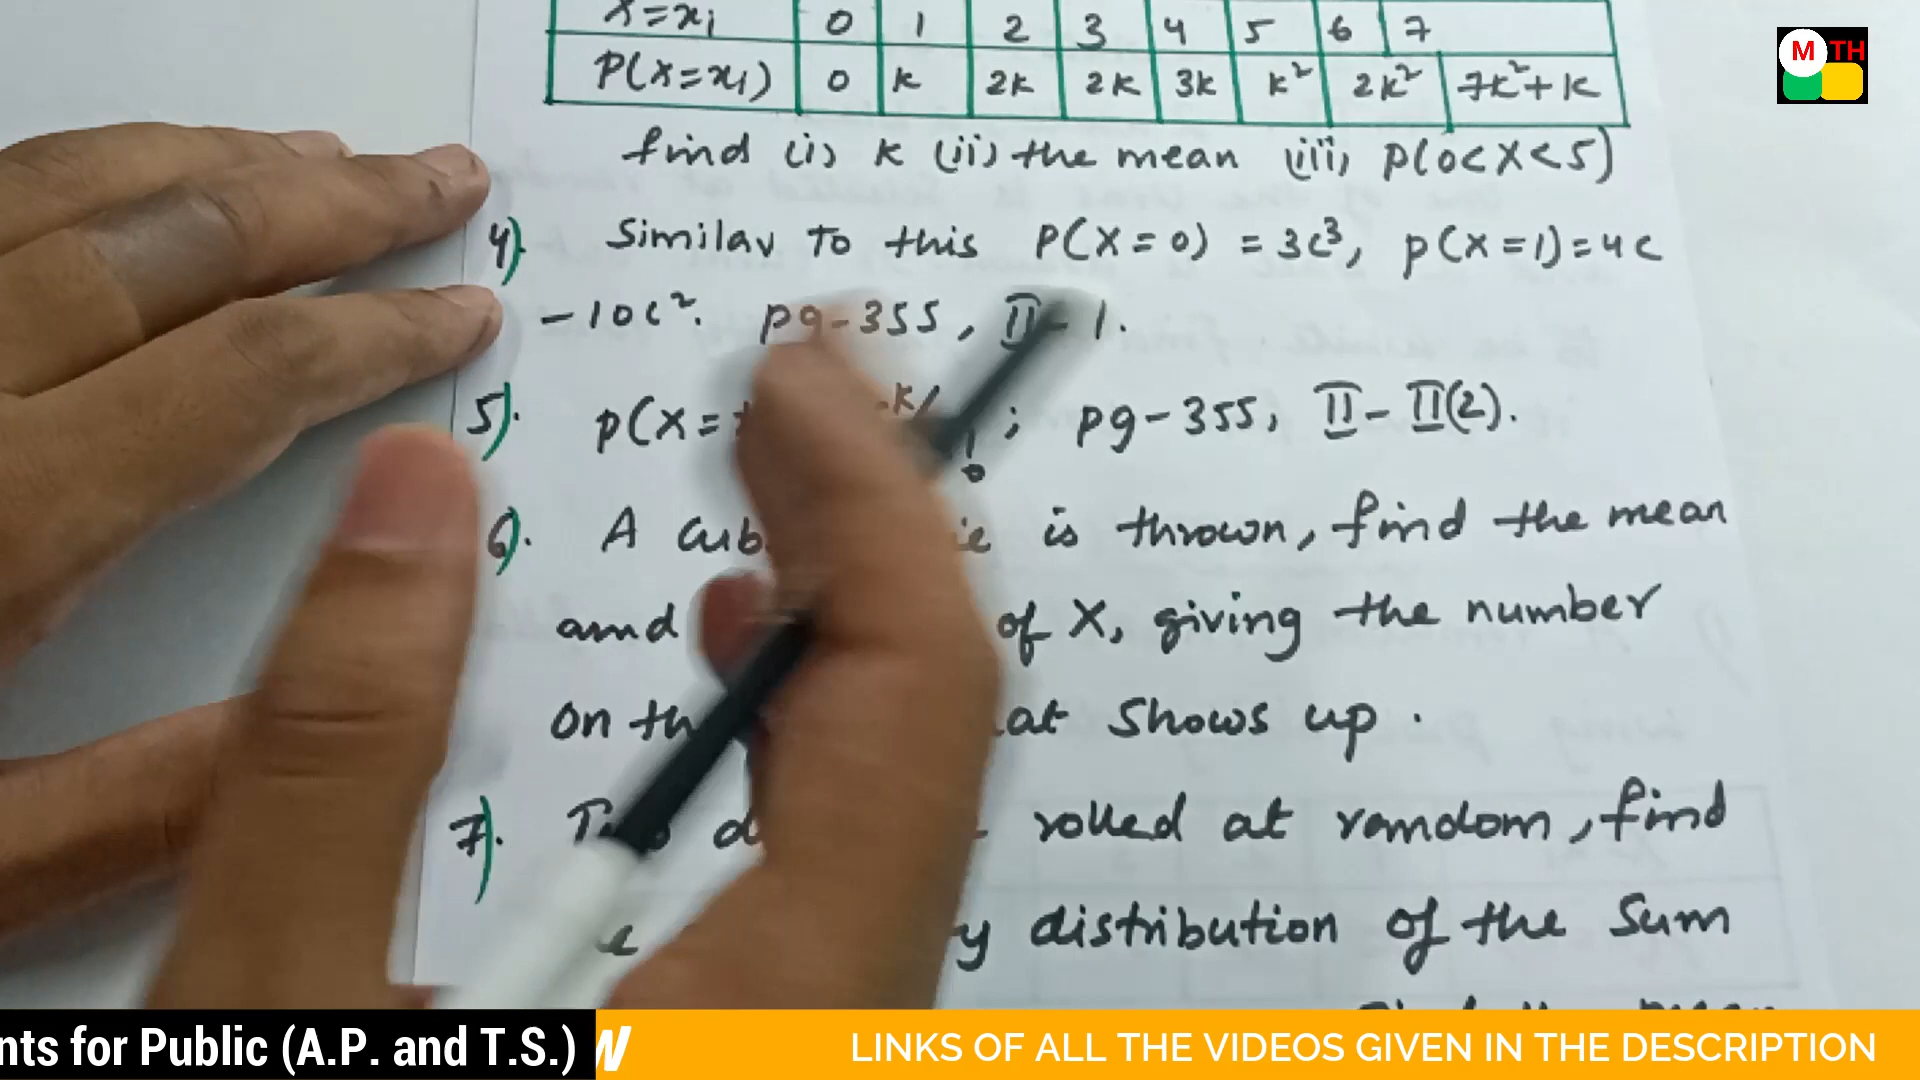 X=xi 0 1 2 3 4 5 6 7
P(X=xi) 0 k 2k 2k 3k k² 2k² 7k²+k
find (i) k (ii) the mean (iii) P(0<X<5)
4). Similar To this P(X=0) = 3c³, P(X=1)=4c
-10c². pg-355, II-1.
5). P(X= ; pg-355, II-II(2).
6). A is thrown, find the mean
and of X, giving the number
on shows up.
7). rolled at random, find
distribution of the sum
M TH
nts for Public (A.P. and T.S.)
LINKS OF ALL THE VIDEOS GIVEN IN THE DESCRIPTION